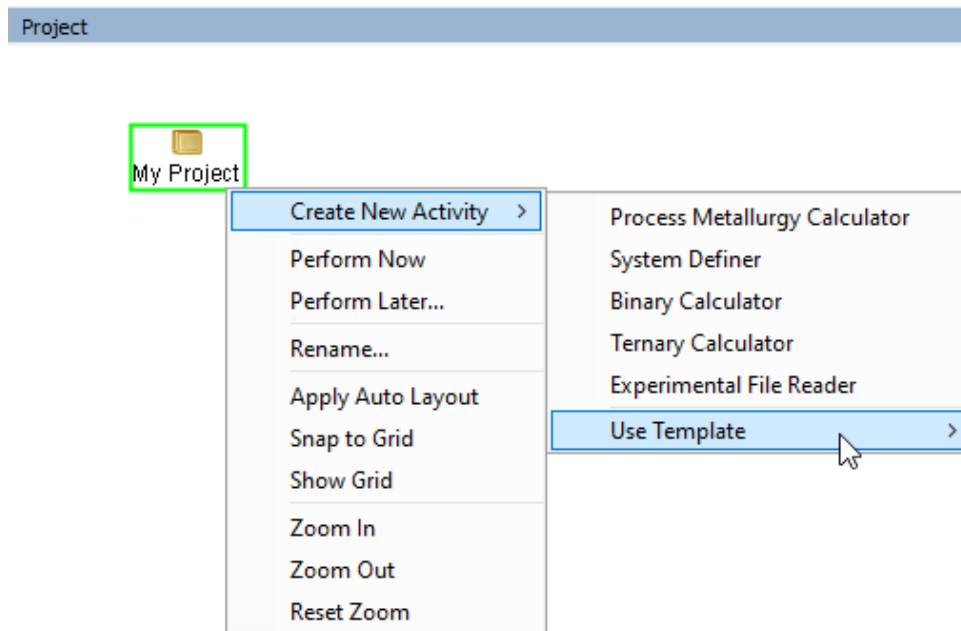 Project
My Project
Create New Activity
Perform Now
Perform Later...
Rename...
Apply Auto Layout
Snap to Grid
Show Grid
Zoom In
Zoom Out
Reset Zoom
Process Metallurgy Calculator
System Definer
Binary Calculator
Ternary Calculator
Experimental File Reader
Use Template